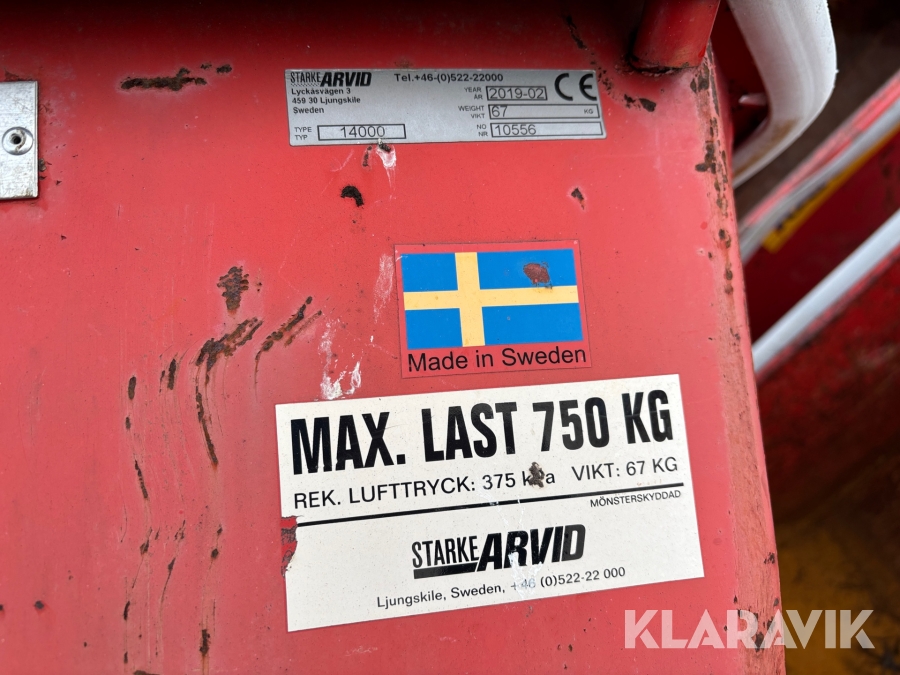 STARKE ARVID
Tel.+46-(0)522-22000
Lyckåsvägen 3
459 30 Ljungskile
Sweden
YEAR
ÅR 2019-02
CE
WEIGHT
VIKT 67 KG
TYPE
TYP 14000
NO
NR 10556
Made in Sweden
MAX. LAST 750 KG
REK. LUFTTRYCK: 375 VIKT: 67 KG
MÖNSTERSKYDDAD
STARKE ARVID
Ljungskile, Sweden, +46 (0)522-22 000
KLARAVIK